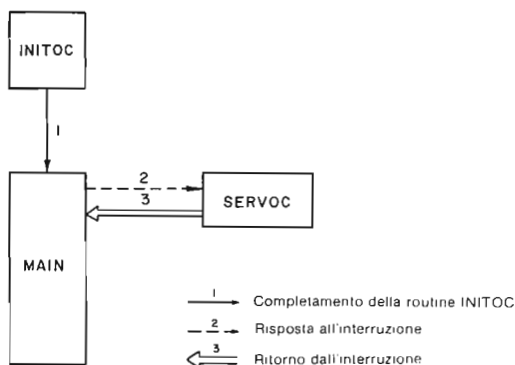 INITOC
1
2
3
SERVOC
MAIN
1 Completamento della routine INITOC
2 Risposta all'interruzione
3 Ritorno dall'interruzione